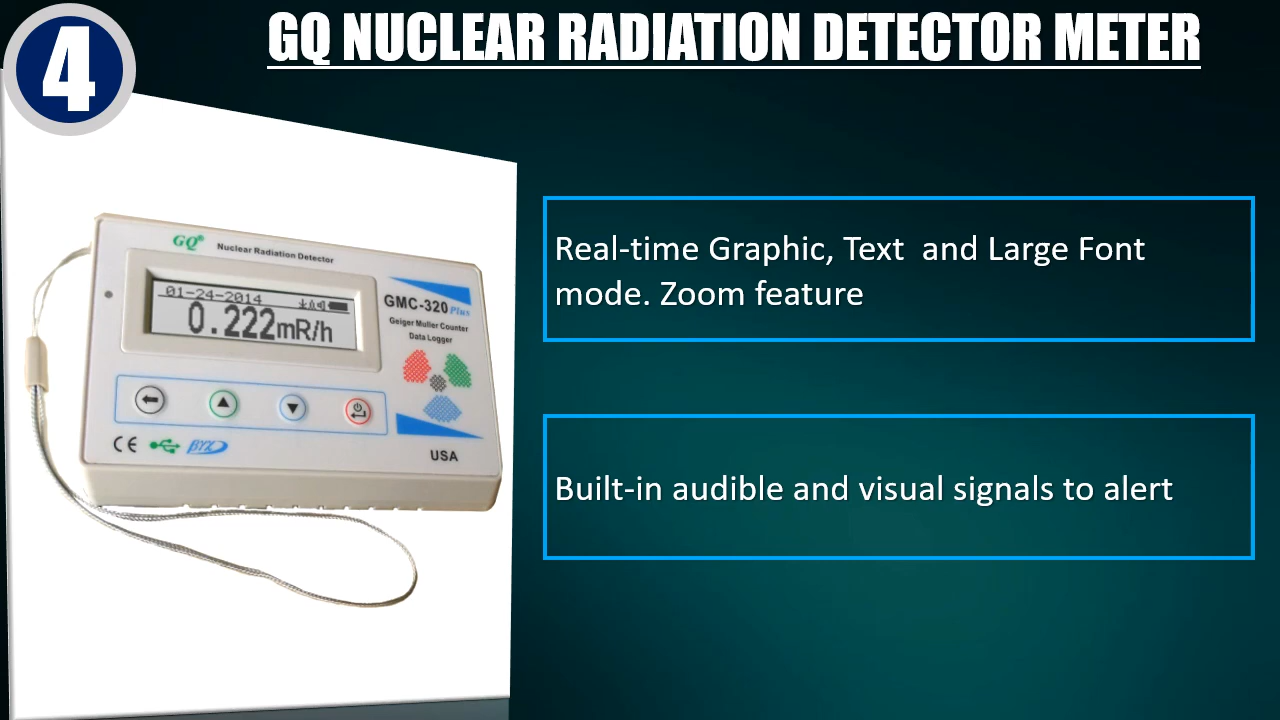 4
GQ NUCLEAR RADIATION DETECTOR METER
GQ® Nuclear Radiation Detector
01-24-2014
0.222mR/h
GMC-320 Plus
Geiger Muller Counter
Data Logger
CE
USA
Real-time Graphic, Text  and Large Font
mode. Zoom feature
Built-in audible and visual signals to alert